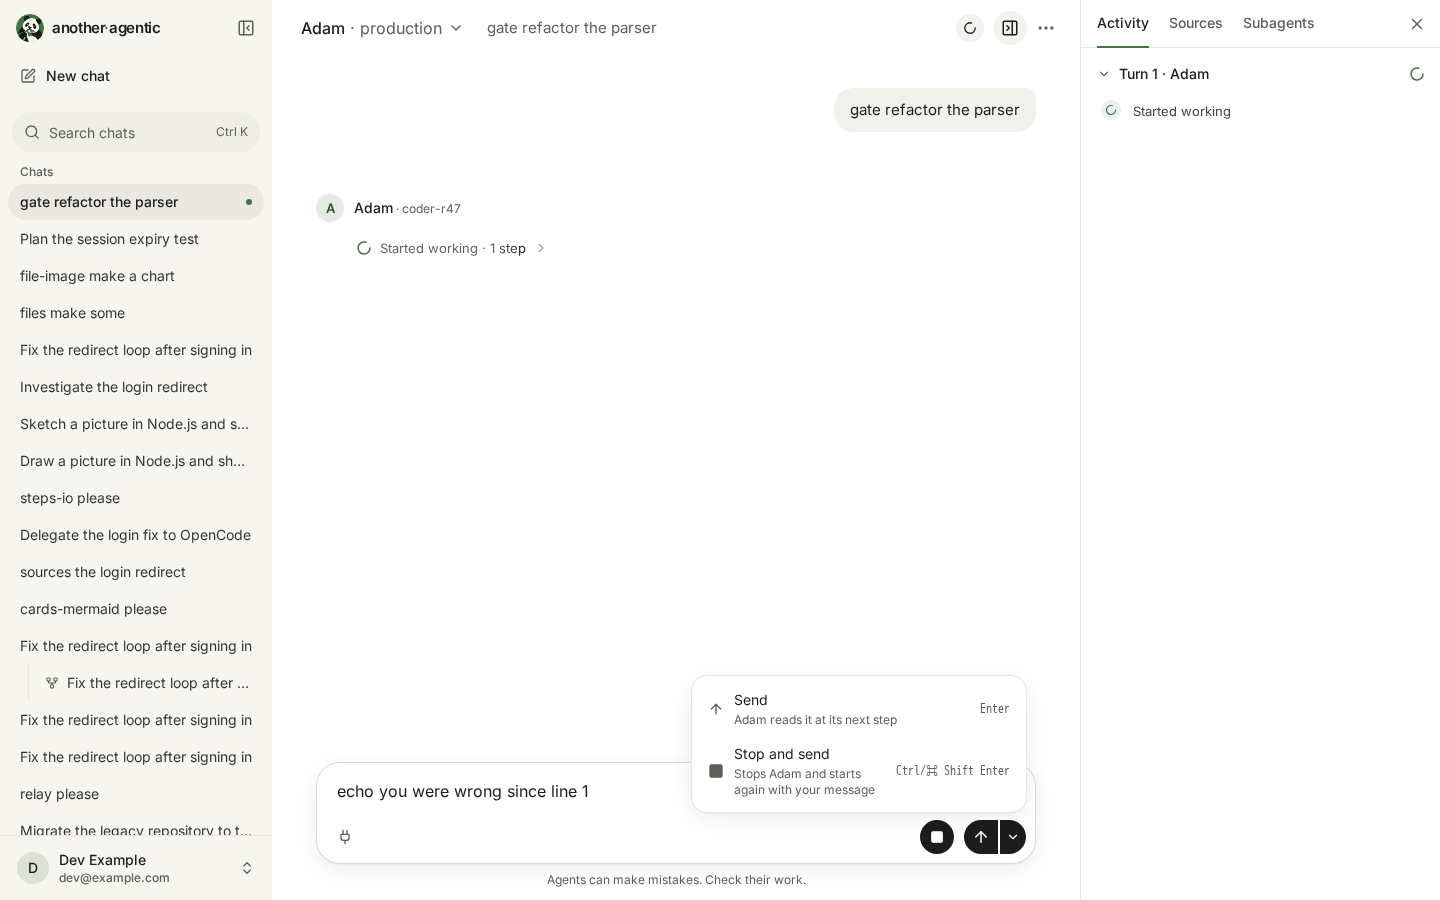 another·agentic
New chat
Search chats
Ctrl K
Chats
gate refactor the parser
Plan the session expiry test
file-image make a chart
files make some
Fix the redirect loop after signing in
Investigate the login redirect
Sketch a picture in Node.js and s...
Draw a picture in Node.js and sh...
steps-io please
Delegate the login fix to OpenCode
sources the login redirect
cards-mermaid please
Fix the redirect loop after signing in
Fix the redirect loop after ...
Fix the redirect loop after signing in
Fix the redirect loop after signing in
relay please
Migrate the legacy repository to t...
D
Dev Example
dev@example.com
Adam · production
gate refactor the parser
gate refactor the parser
A
Adam · coder-r47
Started working · 1 step
Send
Adam reads it at its next step
Enter
Stop and send
Stops Adam and starts
again with your message
Ctrl/⌘ Shift Enter
echo you were wrong since line 1
Agents can make mistakes. Check their work.
Activity
Sources
Subagents
Turn 1 · Adam
Started working